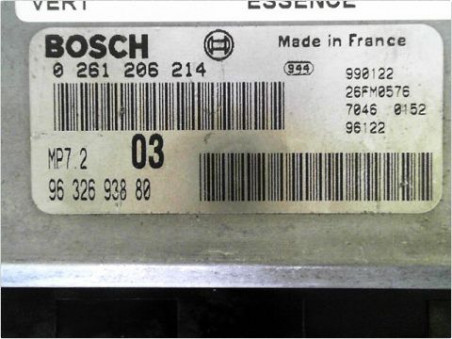 VERT ESSENCE
BOSCH Made in France
0 261 206 214 944 990122
26FM0576
7046 0152
96122
MP7.2 03
96 326 938 80